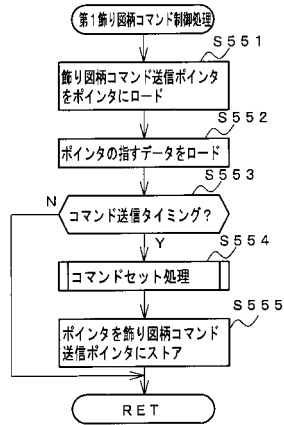 第1飾り図柄コマンド制御処理
S551
飾り図柄コマンド送信ポインタ
をポインタにロード
S552
ポインタの指すデータをロード
S553
N
コマンド送信タイミング?
Y
S554
コマンドセット処理
S555
ポインタを飾り図柄コマンド
送信ポインタにストア
RET